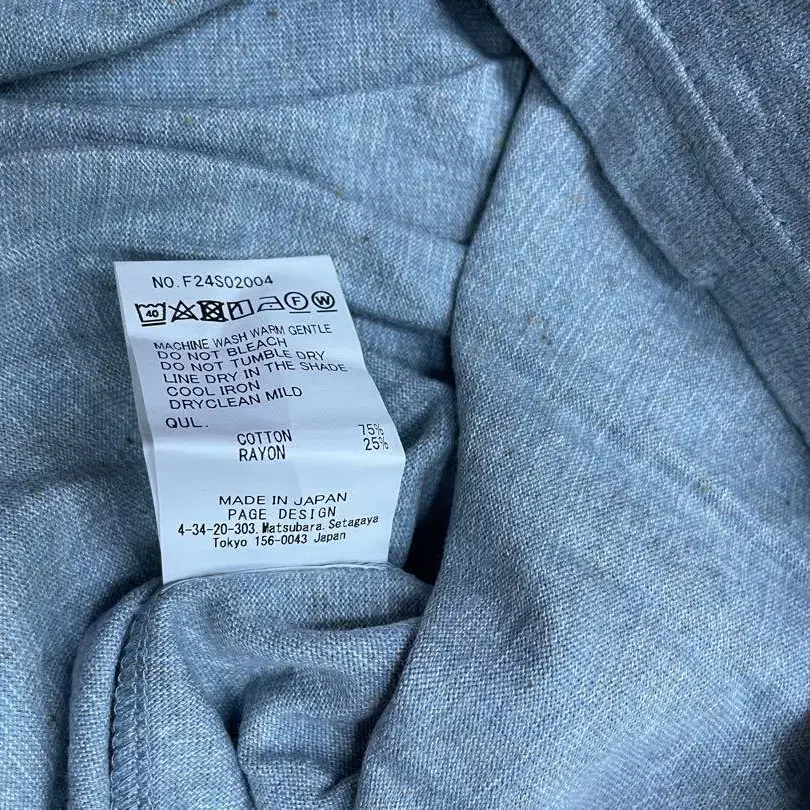 NO.F24S02004
40 1 F W
MACHINE WASH WARM GENTLE
DO NOT BLEACH
DO NOT TUMBLE DRY
LINE DRY IN THE SHADE
COOL IRON
DRYCLEAN MILD
QUL.
COTTON 75%
RAYON 25%
MADE IN JAPAN
PAGE DESIGN
4-34-20-303.Matsubara.Setagaya
Tokyo 156-0043 Japan